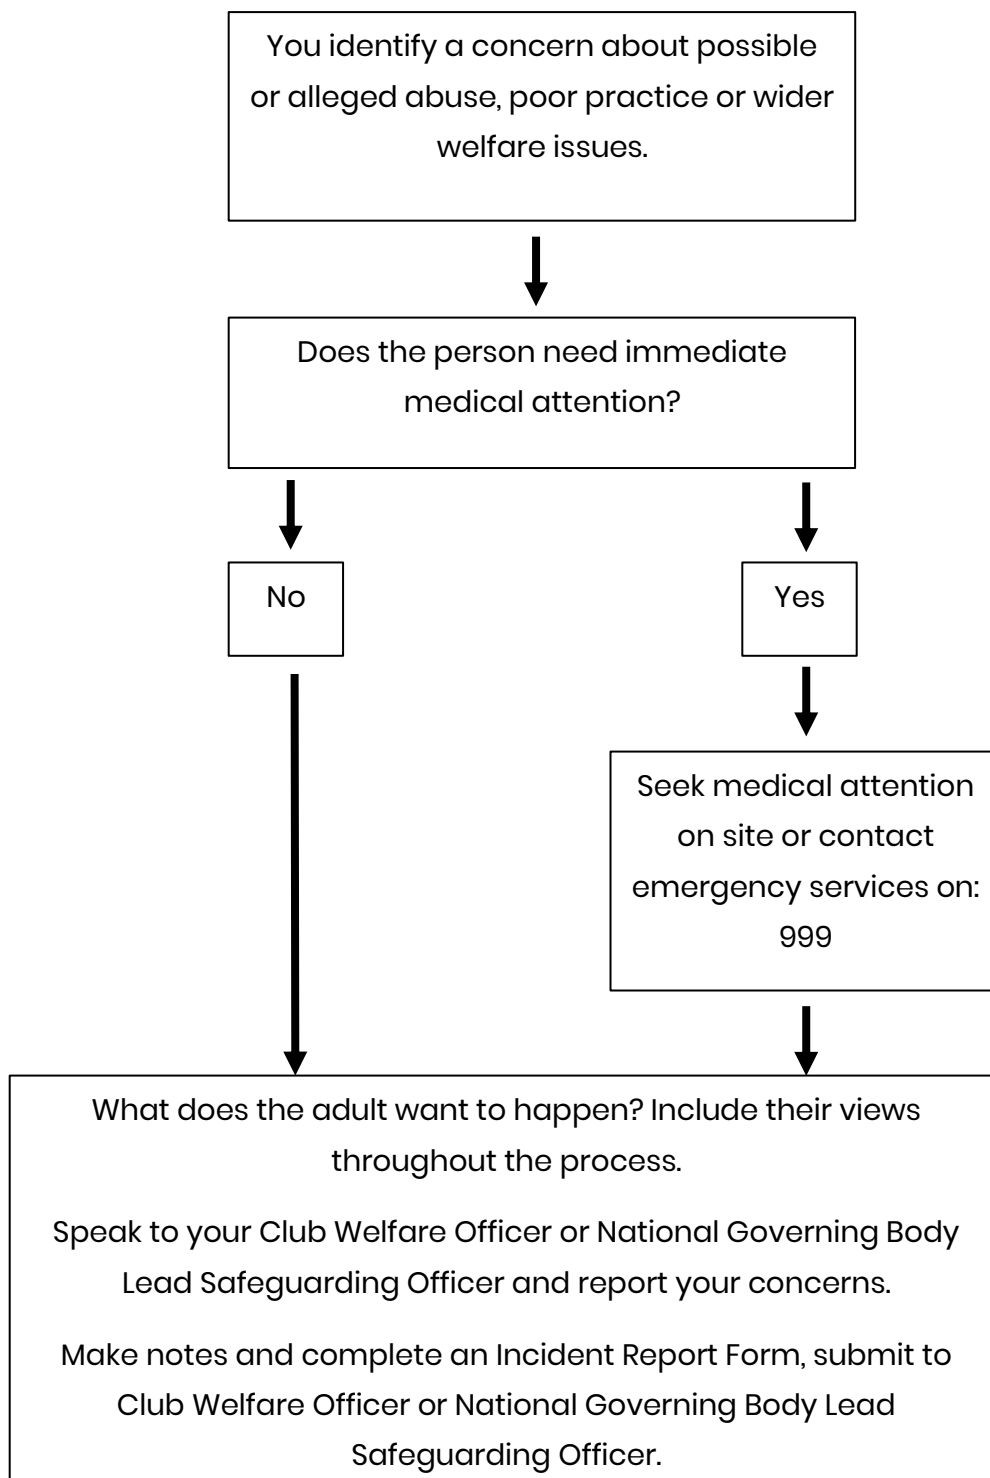 You identify a concern about possible
or alleged abuse, poor practice or wider
welfare issues.
Does the person need immediate
medical attention?
No
Yes
Seek medical attention
on site or contact
emergency services on:
999
What does the adult want to happen? Include their views
throughout the process.
Speak to your Club Welfare Officer or National Governing Body
Lead Safeguarding Officer and report your concerns.
Make notes and complete an Incident Report Form, submit to
Club Welfare Officer or National Governing Body Lead
Safeguarding Officer.